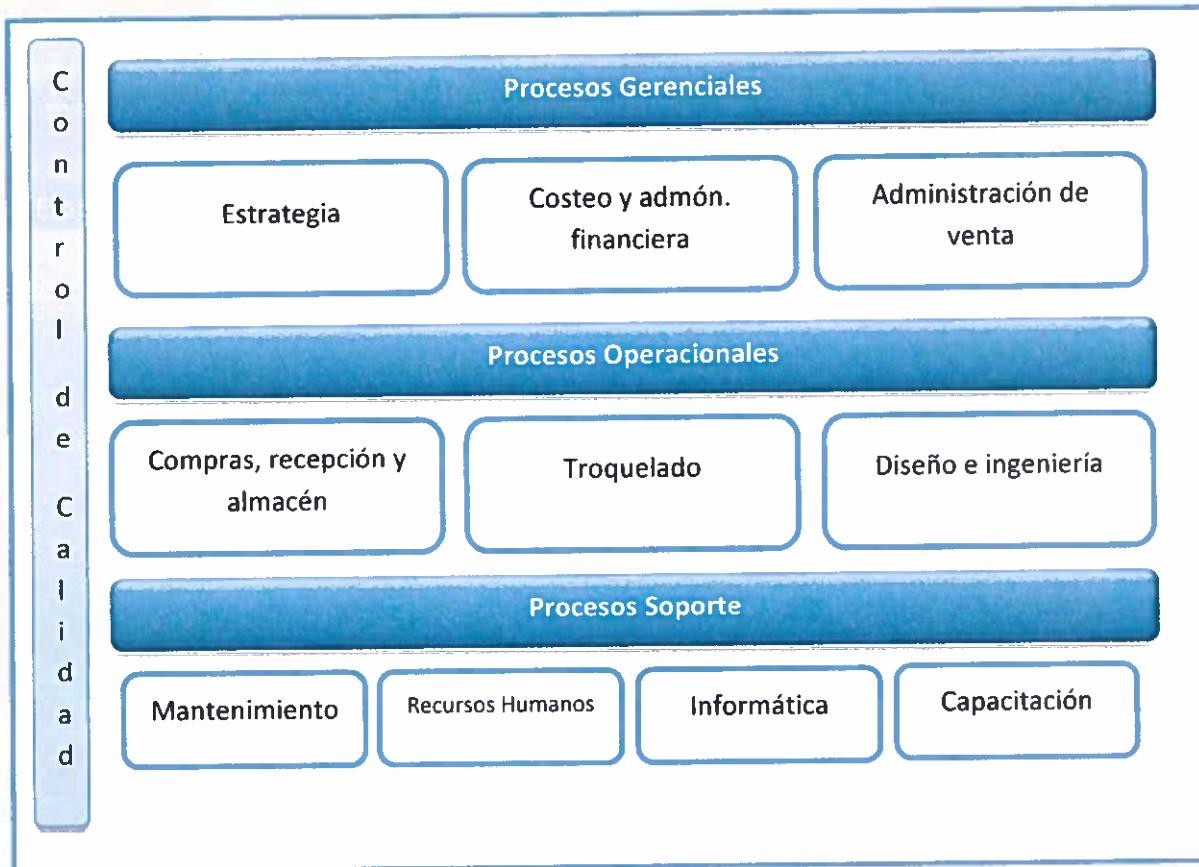 Control de Calidad
Procesos Gerenciales
Estrategia
Costeo y admón.
financiera
Administración de
venta
Procesos Operacionales
Compras, recepción y
almacén
Troquelado
Diseño e ingeniería
Procesos Soporte
Mantenimiento
Recursos Humanos
Informática
Capacitación